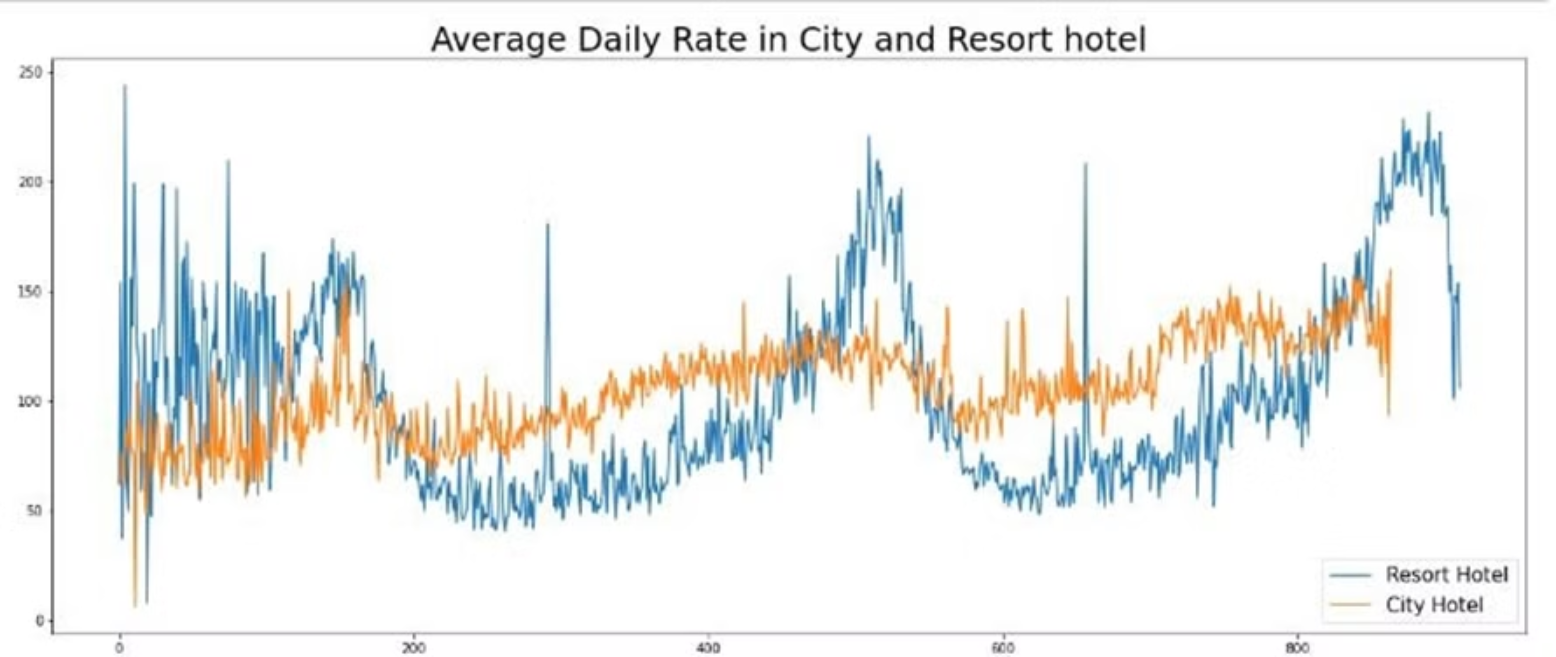 Average Daily Rate in City and Resort hotel
250
200
150
100
50
0
0 200 400 600 800
Resort Hotel
City Hotel